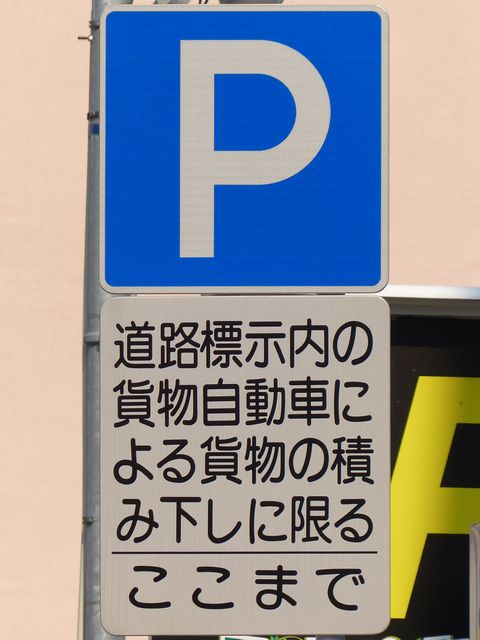 P
道路標示内の
貨物自動車に
よる貨物の積
み下しに限る
ここまで